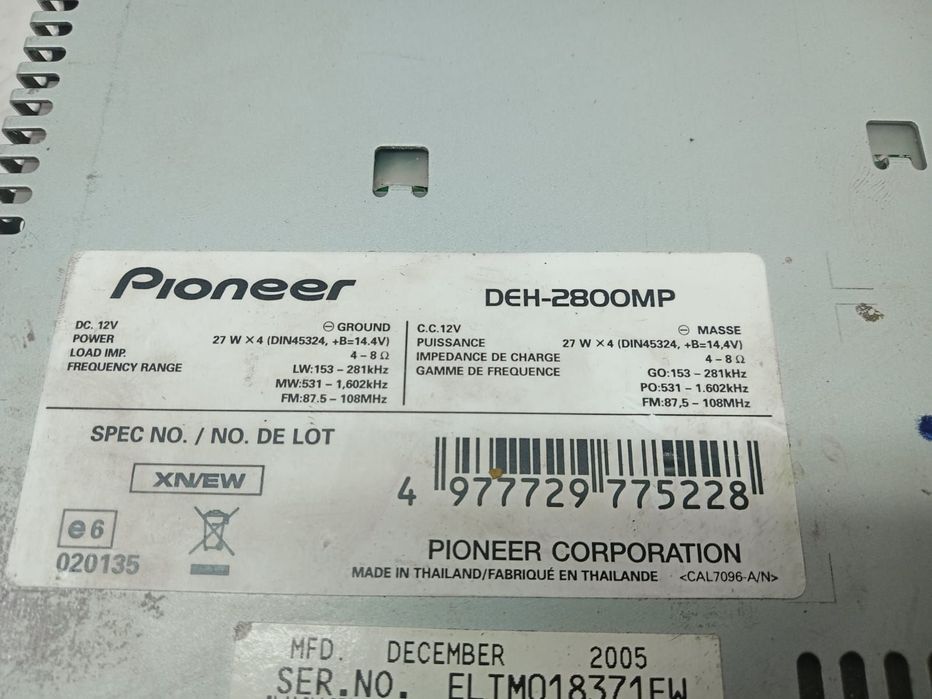 Pioneer
DEH-2800MP
DC. 12V ⊖ GROUND
POWER 27 W × 4 (DIN45324, +B=14.4V)
LOAD IMP. 4 – 8 Ω
FREQUENCY RANGE LW:153 – 281kHz
MW:531 – 1,602kHz
FM:87.5 – 108MHz
C.C.12V ⊖ MASSE
PUISSANCE 27 W × 4 (DIN45324, +B=14,4V)
IMPEDANCE DE CHARGE 4 – 8 Ω
GAMME DE FREQUENCE GO:153 – 281kHz
PO:531 – 1.602kHz
FM:87,5 – 108MHz
SPEC NO. / NO. DE LOT
XN/EW
e6
020135
4 977729 775228
PIONEER CORPORATION
MADE IN THAILAND/FABRIQUÉ EN THAILANDE <CAL7096-A/N>
MFD. DECEMBER 2005
SER.NO. ELTM018371EW